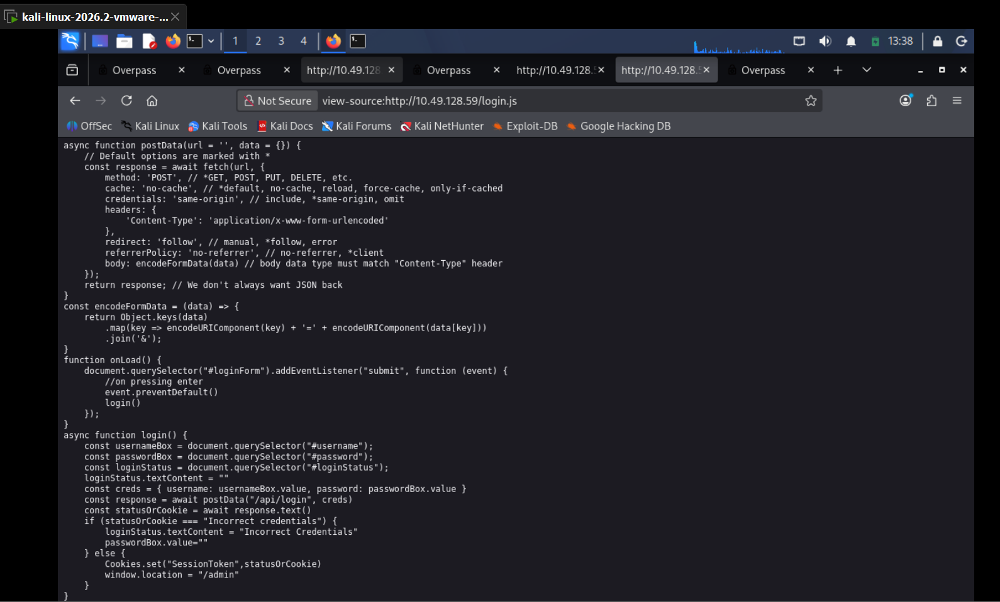 kali-linux-2026.2-vmware-...
1 2 3 4 13:38
Overpass Overpass http://10.49.128. Overpass http://10.49.128. http://10.49.128. Overpass
Not Secure view-source:http://10.49.128.59/login.js
OffSec Kali Linux Kali Tools Kali Docs Kali Forums Kali NetHunter Exploit-DB Google Hacking DB
async function postData(url = '', data = {}) {
    // Default options are marked with *
    const response = await fetch(url, {
        method: 'POST', // *GET, POST, PUT, DELETE, etc.
        cache: 'no-cache', // *default, no-cache, reload, force-cache, only-if-cached
        credentials: 'same-origin', // include, *same-origin, omit
        headers: {
            'Content-Type': 'application/x-www-form-urlencoded'
        },
        redirect: 'follow', // manual, *follow, error
        referrerPolicy: 'no-referrer', // no-referrer, *client
        body: encodeFormData(data) // body data type must match "Content-Type" header
    });
    return response; // We don't always want JSON back
}
const encodeFormData = (data) => {
    return Object.keys(data)
        .map(key => encodeURIComponent(key) + '=' + encodeURIComponent(data[key]))
        .join('&');
}
function onLoad() {
    document.querySelector("#loginForm").addEventListener("submit", function (event) {
        //on pressing enter
        event.preventDefault()
        login()
    });
}
async function login() {
    const usernameBox = document.querySelector("#username");
    const passwordBox = document.querySelector("#password");
    const loginStatus = document.querySelector("#loginStatus");
    loginStatus.textContent = ""
    const creds = { username: usernameBox.value, password: passwordBox.value }
    const response = await postData("/api/login", creds)
    const statusOrCookie = await response.text()
    if (statusOrCookie === "Incorrect credentials") {
        loginStatus.textContent = "Incorrect Credentials"
        passwordBox.value=""
    } else {
        Cookies.set("SessionToken",statusOrCookie)
        window.location = "/admin"
    }
}